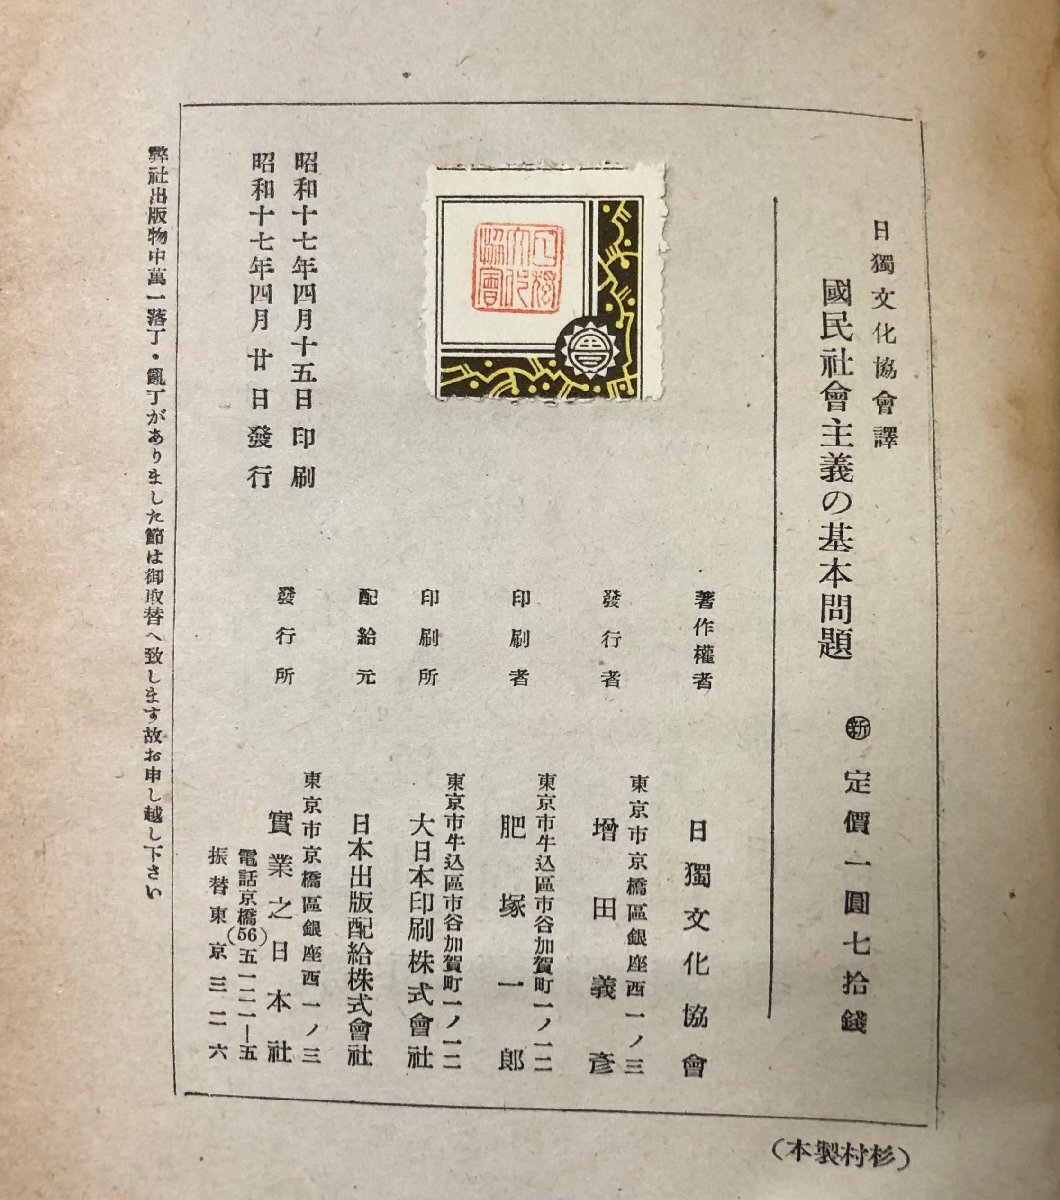 日獨文化協會譯
國民社會主義の基本問題
㊟新 定價一圓七拾錢
著作權者 日獨文化協會
東京市京橋區銀座西一ノ三
發行者 增田義彥
東京市牛込區市谷加賀町一ノ一二
印刷者 肥塚一郎
東京市牛込區市谷加賀町一ノ一二
印刷所 大日本印刷株式會社
配給元 日本出版配給株式會社
東京市京橋區銀座西一ノ三
發行所 實業之日本社
電話京橋(56)五一二一―五
振替東京三二六
日獨文化協會
昭和十七年四月十五日印刷
昭和十七年四月廿日發行
弊社出版物中萬一落丁・亂丁がありました節は御取替へ致します故お申し越し下さい
(杉村製本)